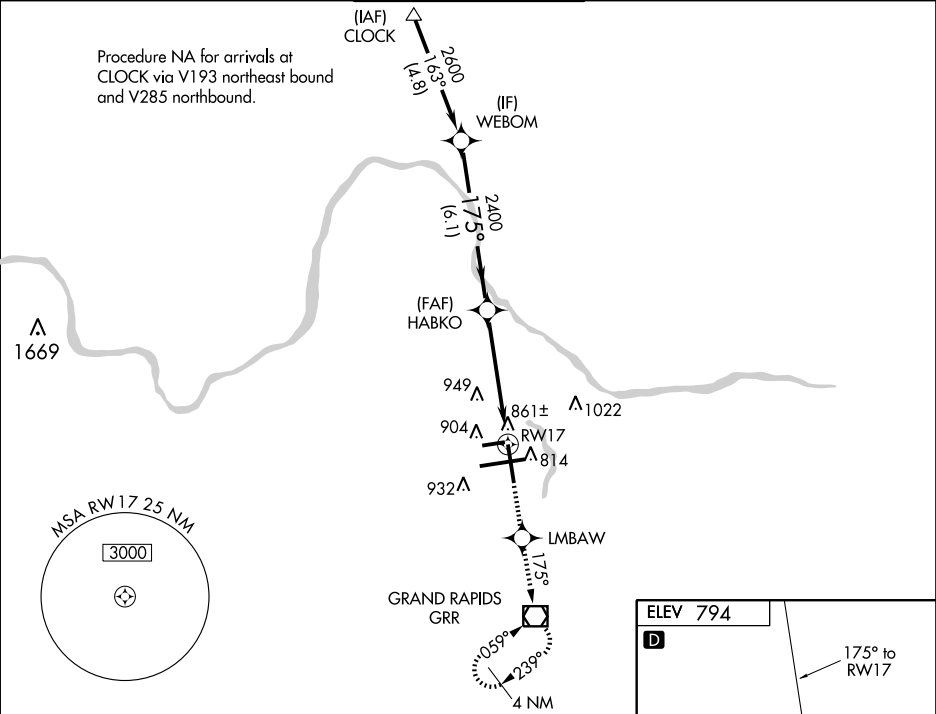 (IAF)
CLOCK
Procedure NA for arrivals at
CLOCK via V193 northeast bound
and V285 northbound.
2600
163°
(4.8)
(IF)
WEBOM
2400
175°
(6.1)
(FAF)
HABKO
1669
949
861±
1022
904
RW17
814
932
MSA RW17 25 NM
3000
LMBAW
175°
GRAND RAPIDS
GRR
059°
239°
4 NM
ELEV 794
D
175° to
RW17